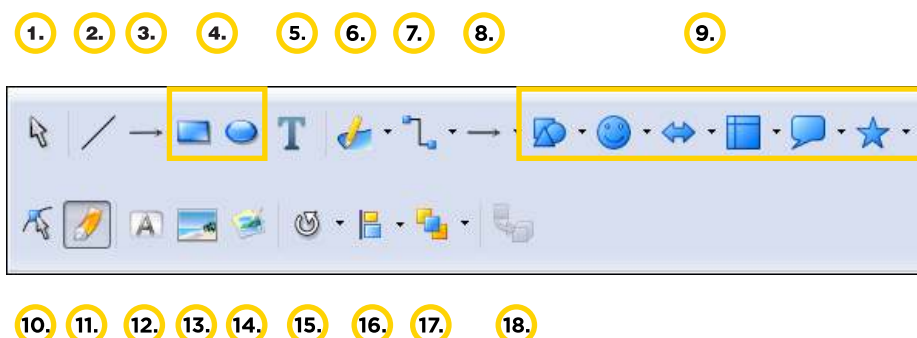 1. 2. 3. 4. 5. 6. 7. 8. 9.
T
A
10. 11. 12. 13. 14. 15. 16. 17. 18.